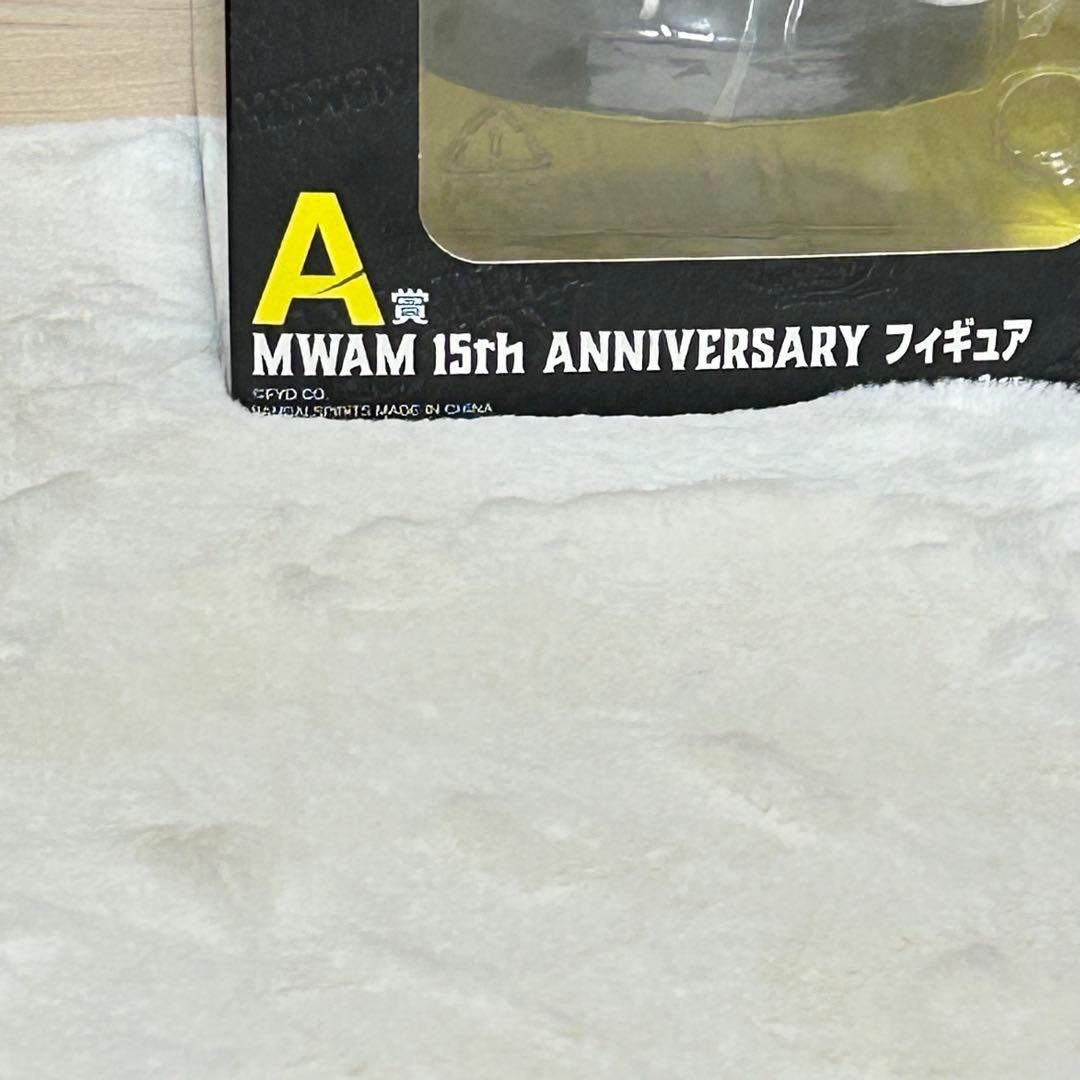 A賞
MWAM 15th ANNIVERSARY フィギュア
©FYD CO.
BANDAI SPIRITS MADE IN CHINA